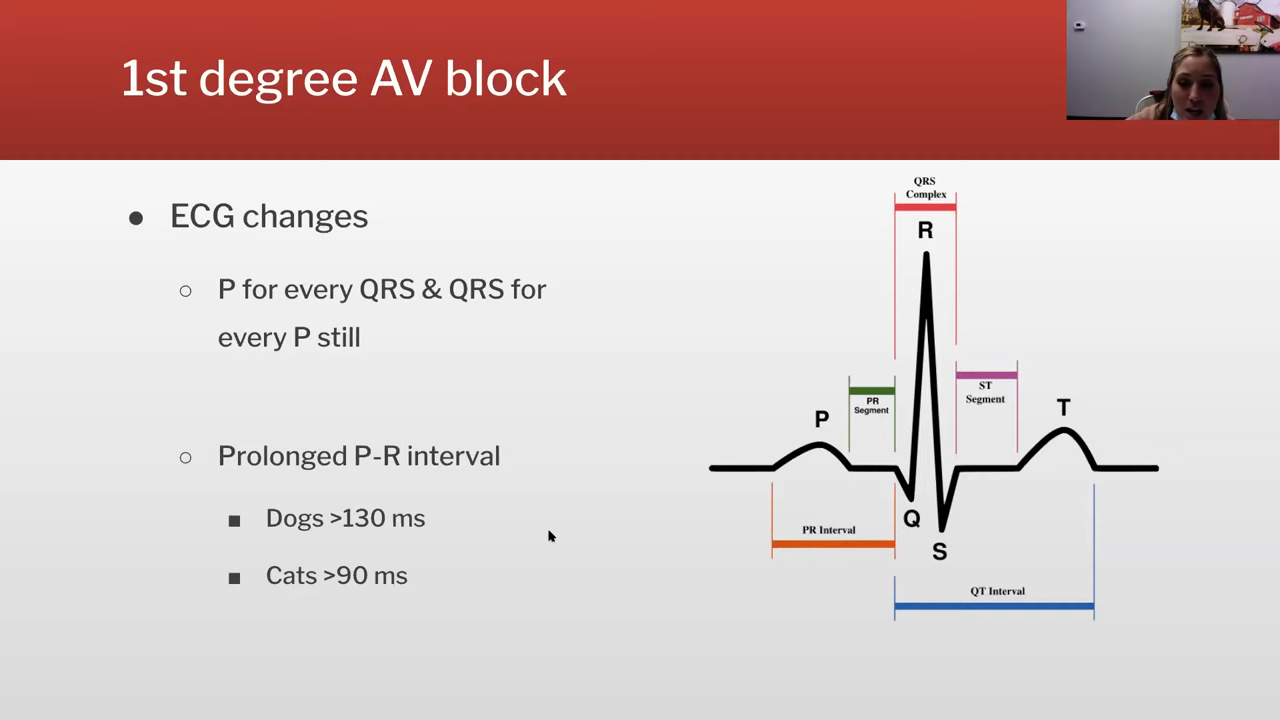 1st degree AV block
● ECG changes
○ P for every QRS & QRS for
every P still
○ Prolonged P-R interval
■ Dogs >130 ms
■ Cats >90 ms
QRS
Complex
R
PR
Segment
ST
Segment
P
T
Q
S
PR Interval
QT Interval